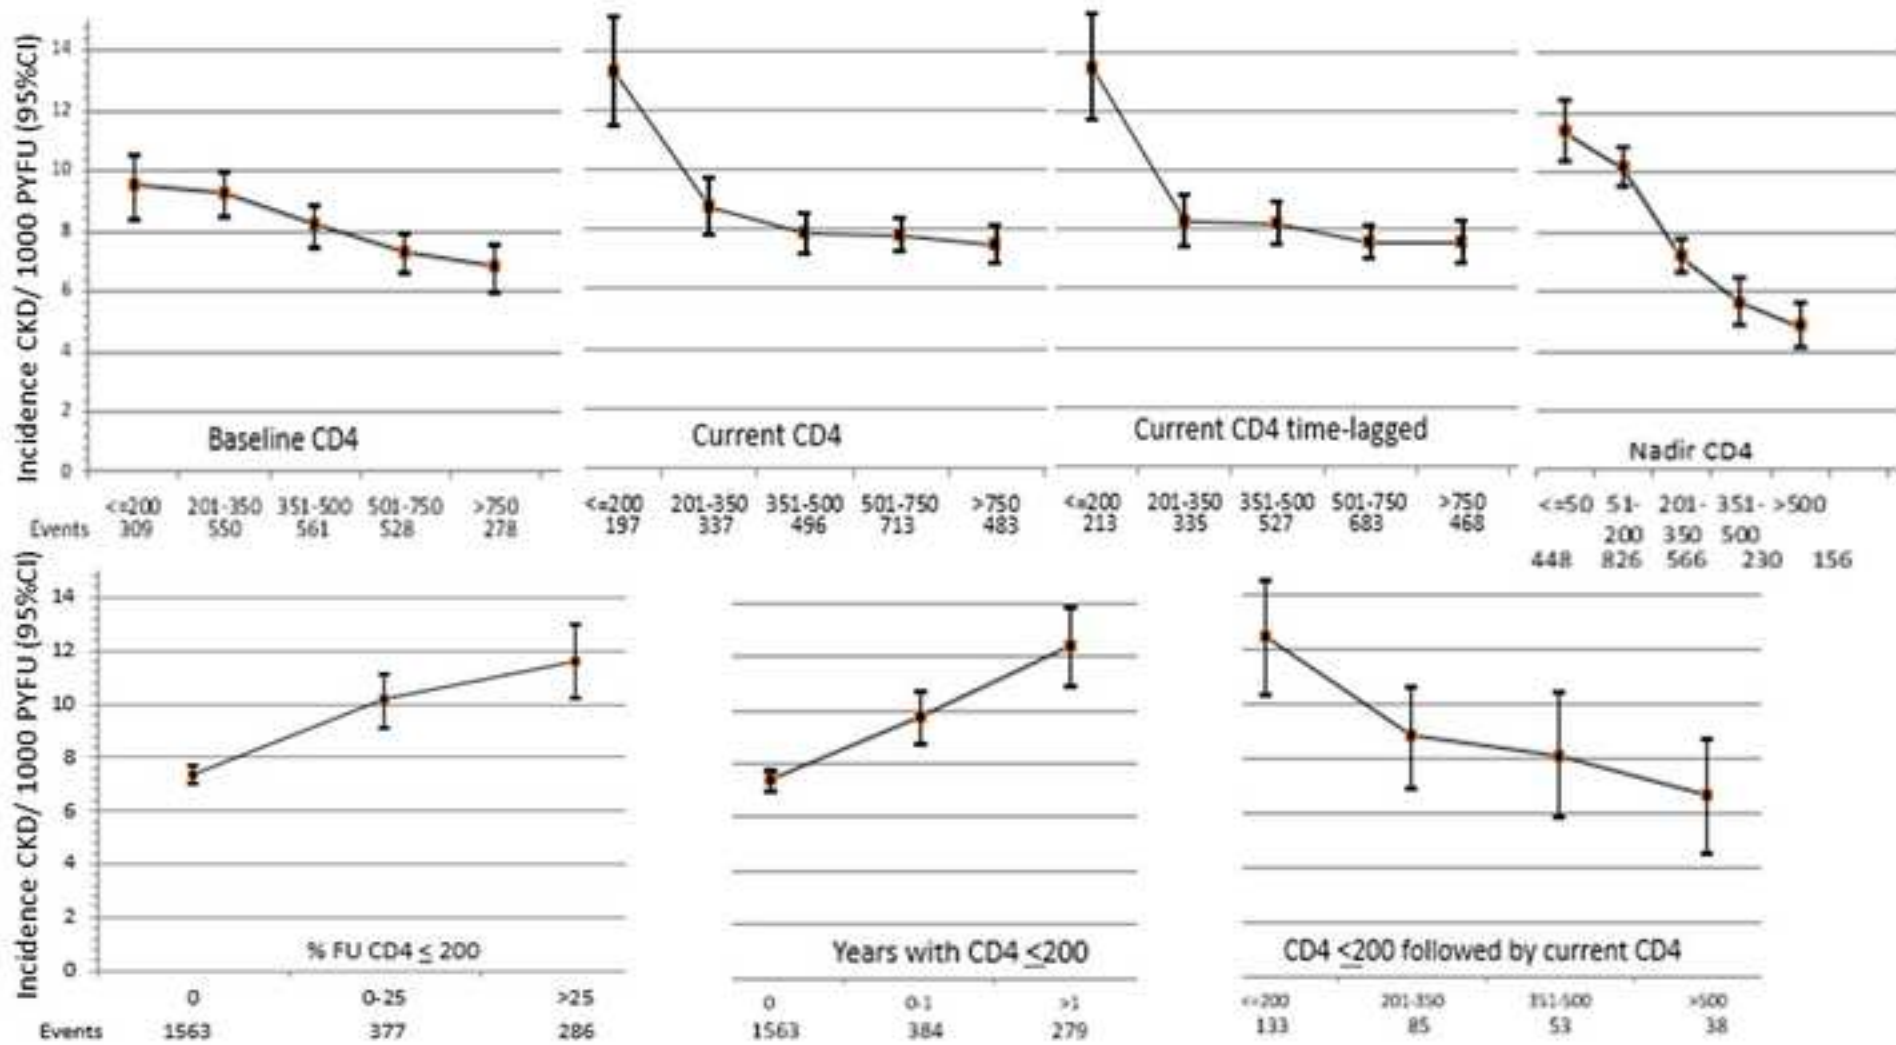 Incidence CKD/ 1000 PYFU (95%CI)
14
12
10
8
6
4
2
0
Baseline CD4
Current CD4
Current CD4 time-lagged
Nadir CD4
<=200 201-350 351-500 501-750 >750
<=200 201-350 351-500 501-750 >750
<=200 201-350 351-500 501-750 >750
<=50 51- 201- 351- >500
200 350 500
Events 309 550 561 528 278
197 337 496 713 483
213 335 527 683 468
448 826 566 230 156
Incidence CKD/ 1000 PYFU (95%CI)
14
12
10
8
6
4
2
0
% FU CD4 ≤ 200
Years with CD4 ≤200
CD4 ≤200 followed by current CD4
0 0-25 >25
0 0-1 >1
<=200 201-350 351-500 >500
Events 1563 377 286
1563 384 279
133 85 53 38